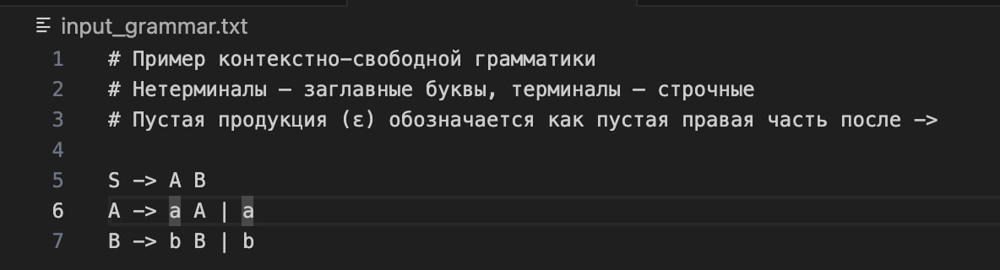 input_grammar.txt
1 # Пример контекстно-свободной грамматики
2 # Нетерминалы — заглавные буквы, терминалы — строчные
3 # Пустая продукция (ε) обозначается как пустая правая часть после ->
4
5 S -> A B
6 A -> a A | a
7 B -> b B | b